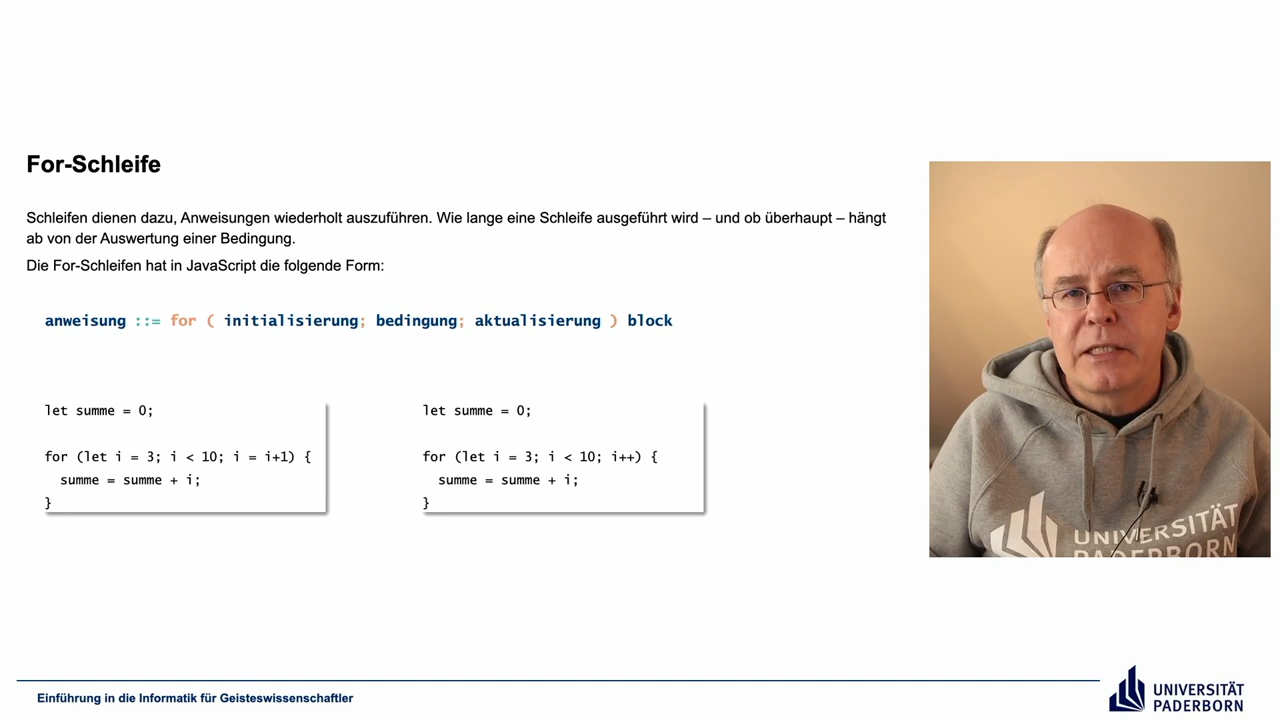 For-Schleife
Schleifen dienen dazu, Anweisungen wiederholt auszuführen. Wie lange eine Schleife ausgeführt wird – und ob überhaupt – hängt
ab von der Auswertung einer Bedingung.
Die For-Schleifen hat in JavaScript die folgende Form:
anweisung ::= for ( initialisierung; bedingung; aktualisierung ) block
let summe = 0;
for (let i = 3; i < 10; i = i+1) {
summe = summe + i;
}
let summe = 0;
for (let i = 3; i < 10; i++) {
summe = summe + i;
}
UNIVERSITÄT
PADERBORN
Einführung in die Informatik für Geisteswissenschaftler
UNIVERSITÄT
PADERBORN